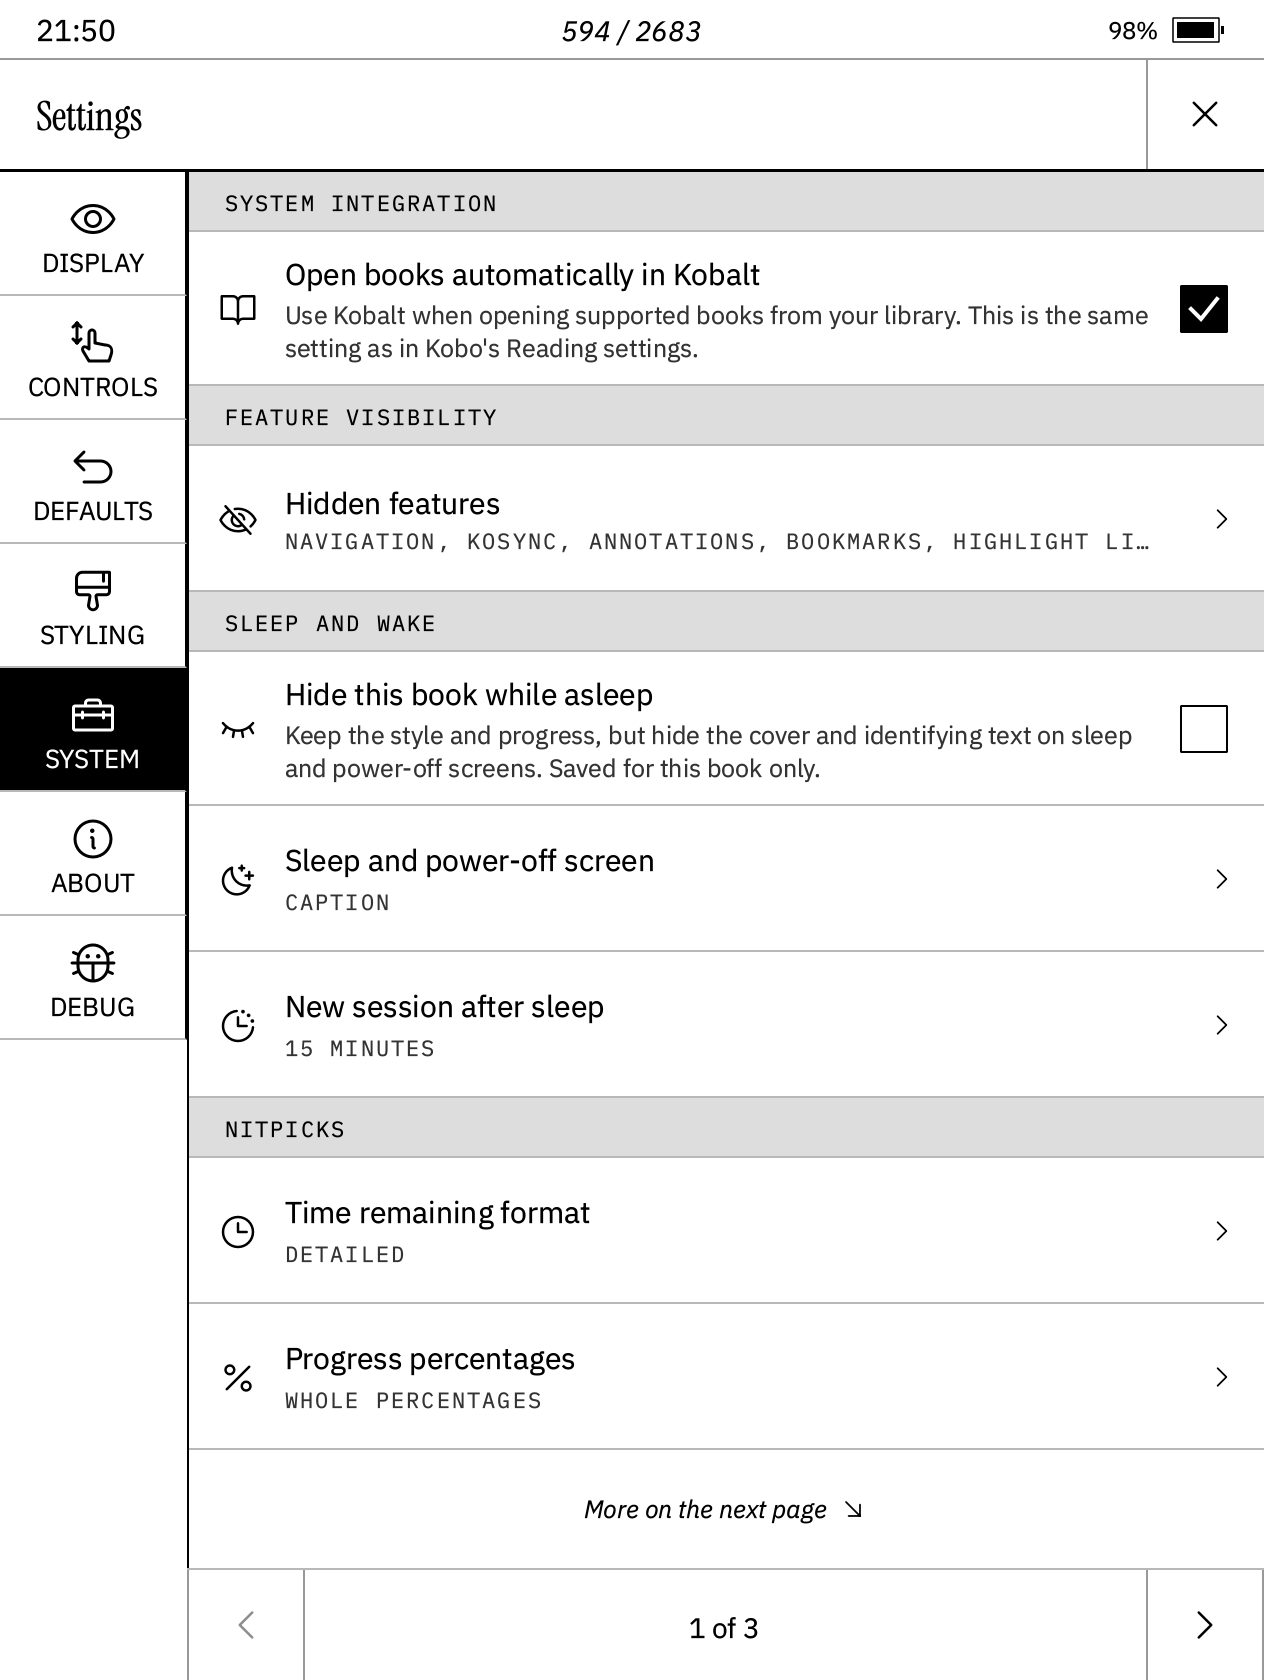 21:50
594 / 2683
98%
Settings
DISPLAY
CONTROLS
DEFAULTS
STYLING
SYSTEM
ABOUT
DEBUG
SYSTEM INTEGRATION
Open books automatically in Kobalt
Use Kobalt when opening supported books from your library. This is the same
setting as in Kobo's Reading settings.
FEATURE VISIBILITY
Hidden features
NAVIGATION, KOSYNC, ANNOTATIONS, BOOKMARKS, HIGHLIGHT LI…
SLEEP AND WAKE
Hide this book while asleep
Keep the style and progress, but hide the cover and identifying text on sleep
and power-off screens. Saved for this book only.
Sleep and power-off screen
CAPTION
New session after sleep
15 MINUTES
NITPICKS
Time remaining format
DETAILED
Progress percentages
WHOLE PERCENTAGES
More on the next page
1 of 3